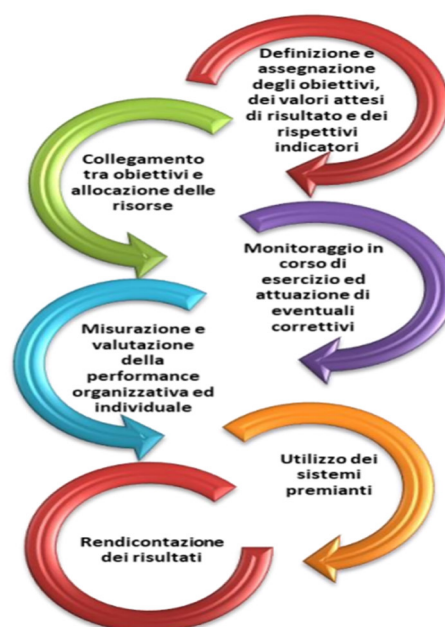 Definizione e
assegnazione
degli obiettivi,
dei valori attesi
di risultato e dei
rispettivi
indicatori
Collegamento
tra obiettivi e
allocazione delle
risorse
Monitoraggio in
corso di
esercizio ed
attuazione di
eventuali
correttivi
Misurazione e
valutazione
della
performance
organizzativa ed
individuale
Utilizzo dei
sistemi
premianti
Rendicontazione
dei risultati